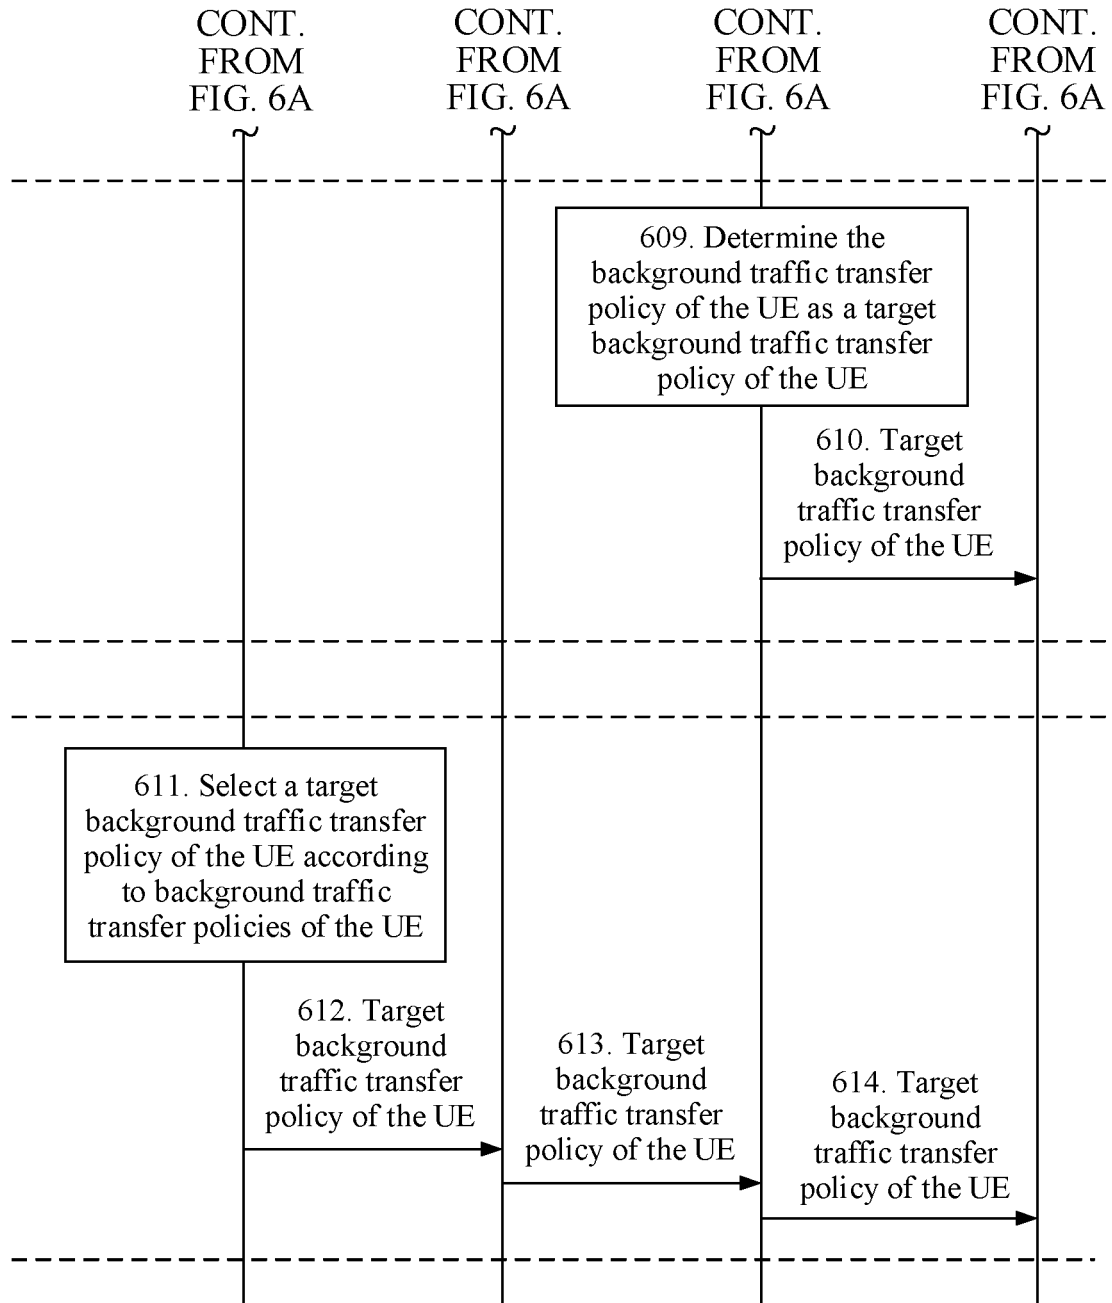 CONT.
FROM
FIG. 6A
CONT.
FROM
FIG. 6A
CONT.
FROM
FIG. 6A
CONT.
FROM
FIG. 6A
609. Determine the
background traffic transfer
policy of the UE as a target
background traffic transfer
policy of the UE
610. Target
background
traffic transfer
policy of the UE
611. Select a target
background traffic transfer
policy of the UE according
to background traffic
transfer policies of the UE
612. Target
background
traffic transfer
policy of the UE
613. Target
background
traffic transfer
policy of the UE
614. Target
background
traffic transfer
policy of the UE